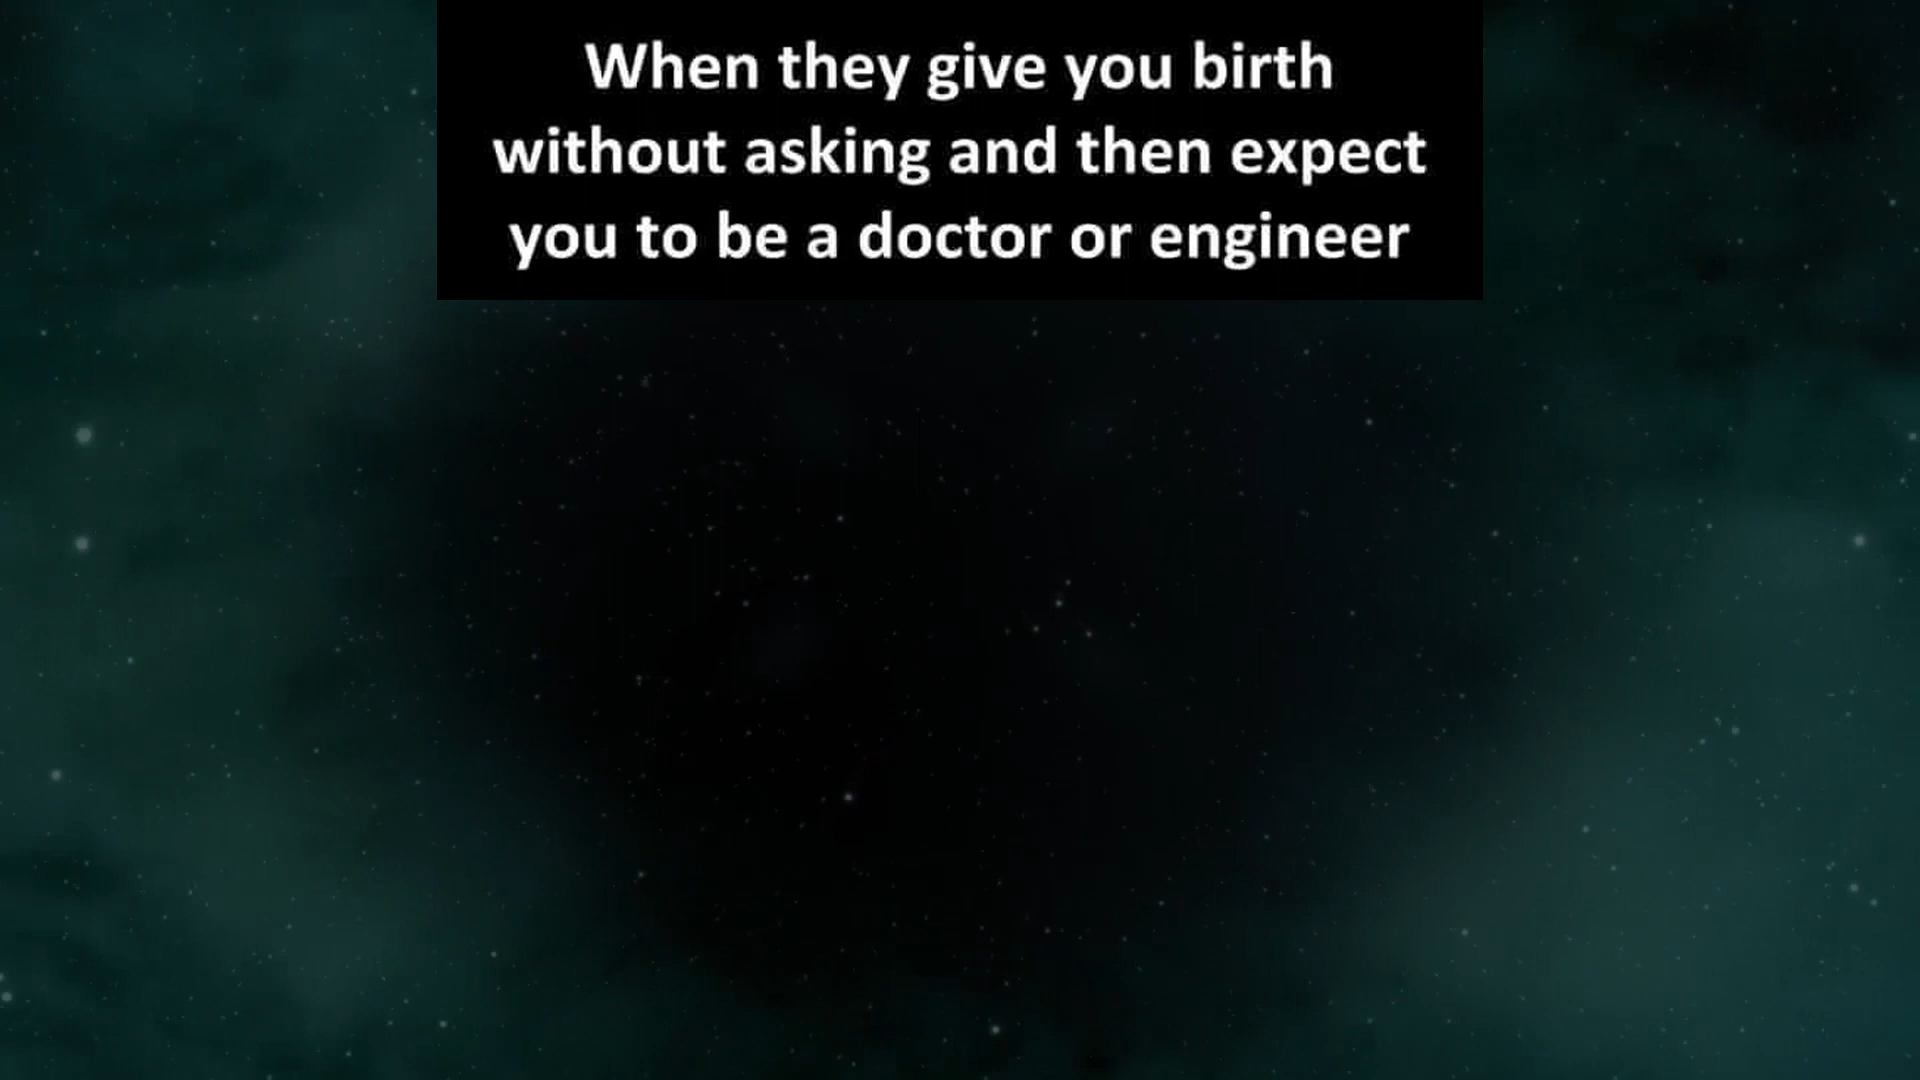 When they give you birth
without asking and then expect
you to be a doctor or engineer